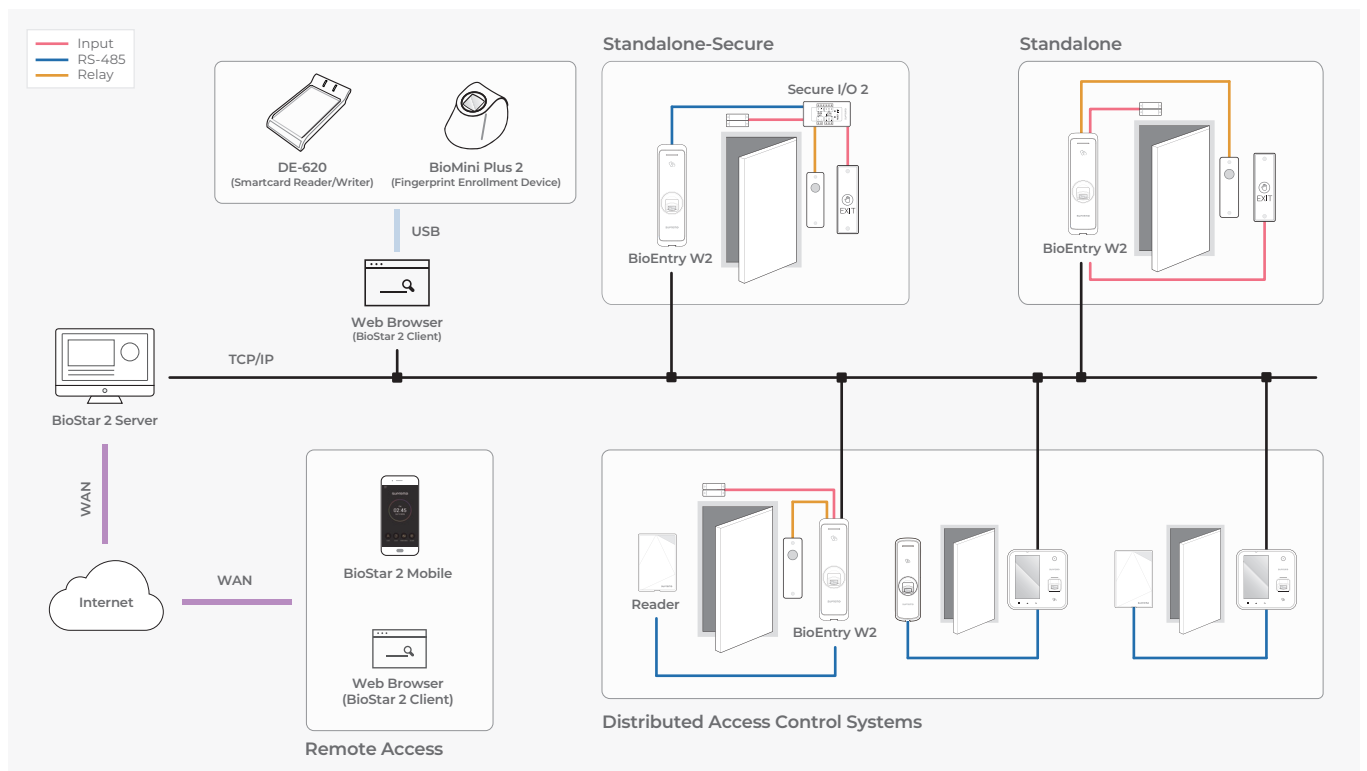 Input
RS-485
Relay
DE-620
(Smartcard Reader/Writer)
BioMini Plus 2
(Fingerprint Enrollment Device)
USB
Web Browser
(BioStar 2 Client)
Standalone-Secure
Secure I/O 2
EXIT
BioEntry W2
Standalone
EXIT
BioEntry W2
TCP/IP
BioStar 2 Server
WAN
Internet
WAN
02:45
BioStar 2 Mobile
Web Browser
(BioStar 2 Client)
Remote Access
Reader
BioEntry W2
Distributed Access Control Systems